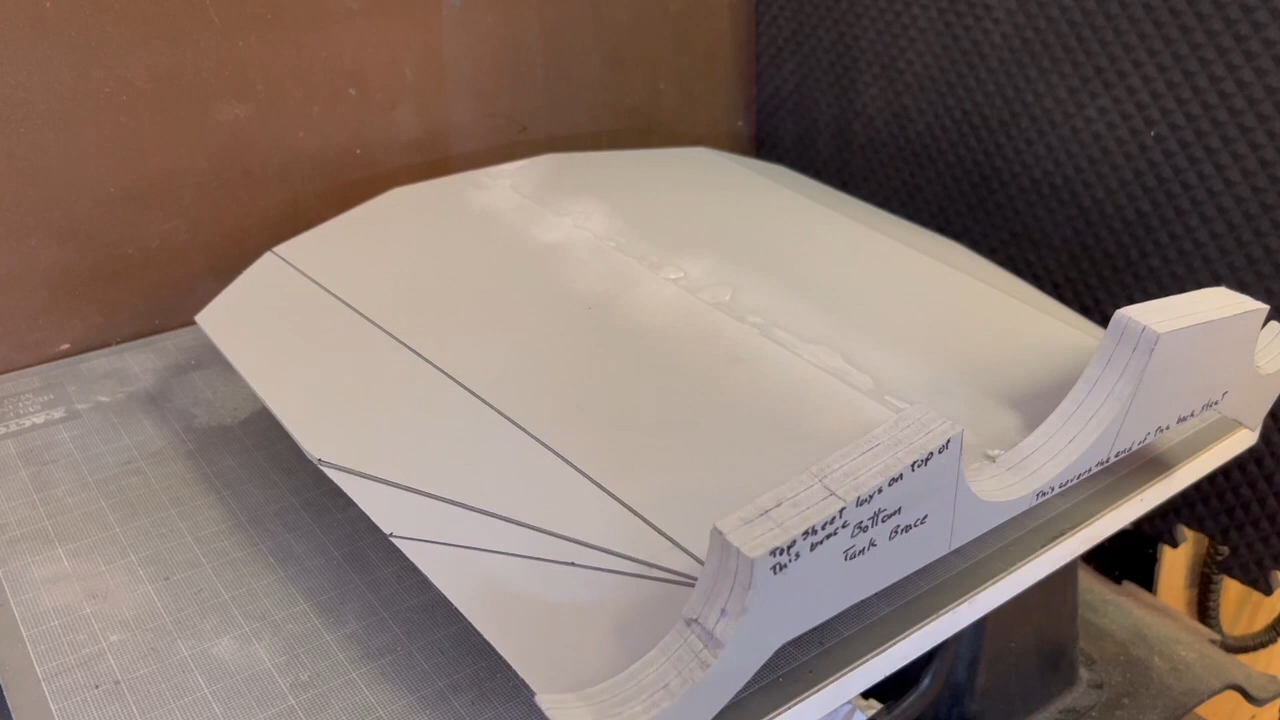 Top Sheet lays on top of
This brace Bottom
Tank Brace
This covers the end of the back sheet